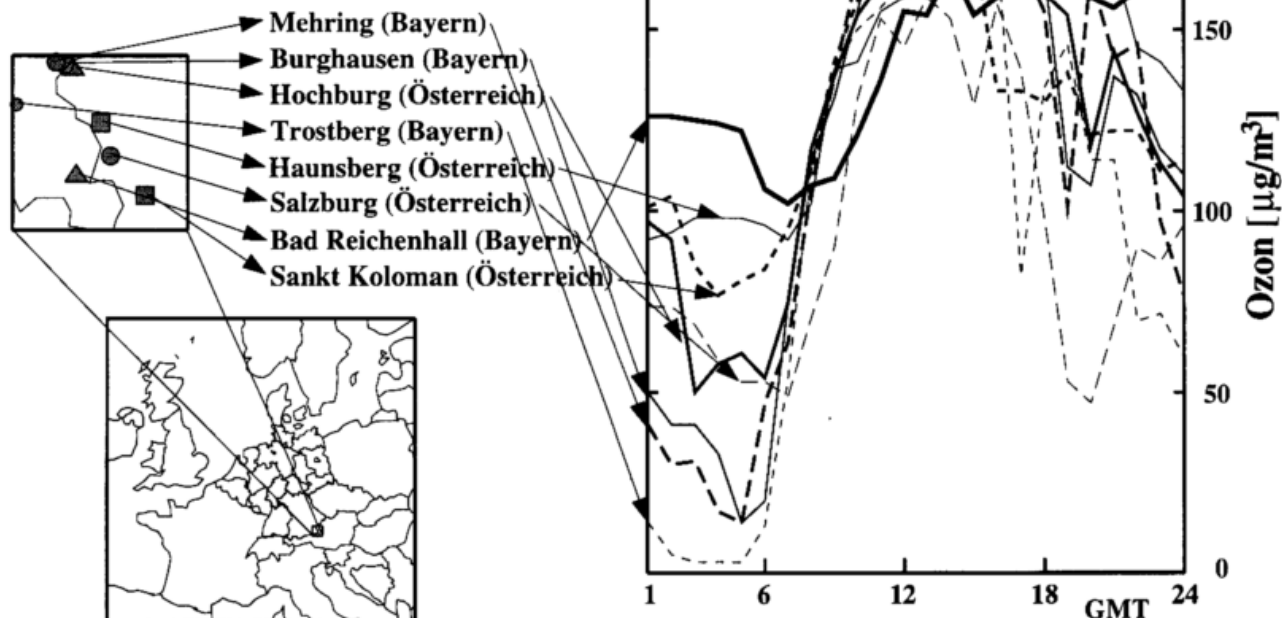 Mehring (Bayern)
Burghausen (Bayern)
Hochburg (Österreich)
Trostberg (Bayern)
Haunsberg (Österreich)
Salzburg (Österreich)
Bad Reichenhall (Bayern)
Sankt Koloman (Österreich)
150
100
50
0
Ozon [µg/m³]
1 6 12 18 24
GMT